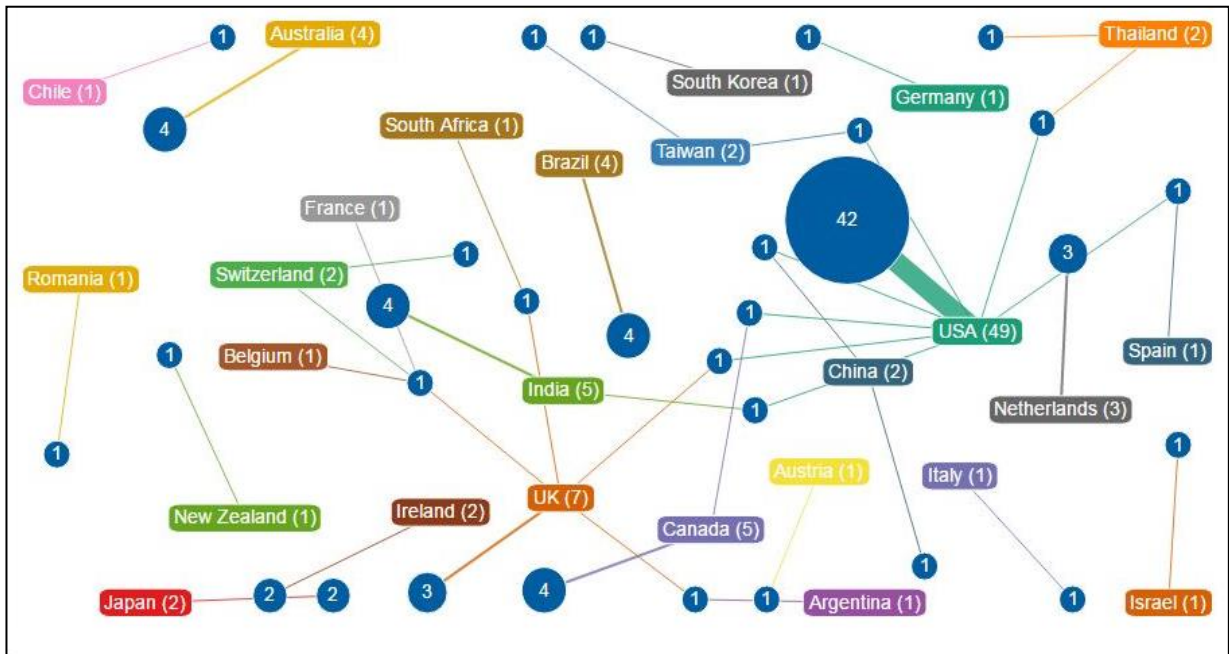 1
Australia (4)
1
1
1
1
Thailand (2)
Chile (1)
South Korea (1)
Germany (1)
4
South Africa (1)
1
1
Taiwan (2)
Brazil (4)
1
France (1)
42
1
1
3
Romania (1)
Switzerland (2)
4
1
1
4
USA (49)
1
Belgium (1)
1
Spain (1)
1
India (5)
China (2)
1
Netherlands (3)
1
1
Austria (1)
Italy (1)
UK (7)
New Zealand (1)
Ireland (2)
Canada (5)
1
Japan (2)
2
2
3
4
1
1
Argentina (1)
1
Israel (1)